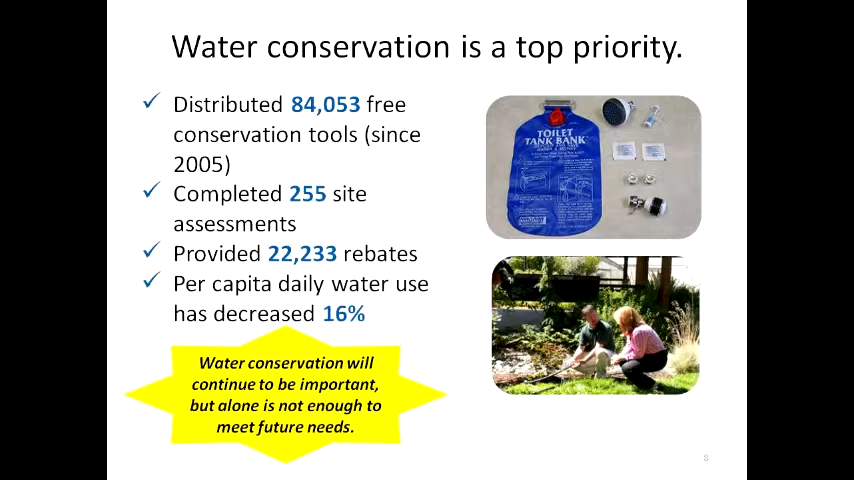 Water conservation is a top priority.
✓ Distributed 84,053 free
conservation tools (since
2005)
✓ Completed 255 site
assessments
✓ Provided 22,233 rebates
✓ Per capita daily water use
has decreased 16%
Water conservation will
continue to be important,
but alone is not enough to
meet future needs.
TOILET
TANK BANK